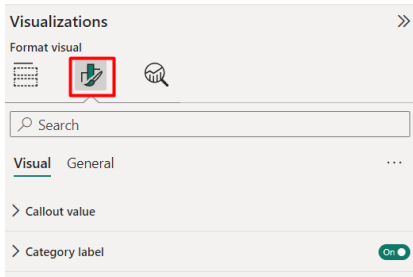 Visualizations
Format visual
Search
Visual General
Callout value
Category label On